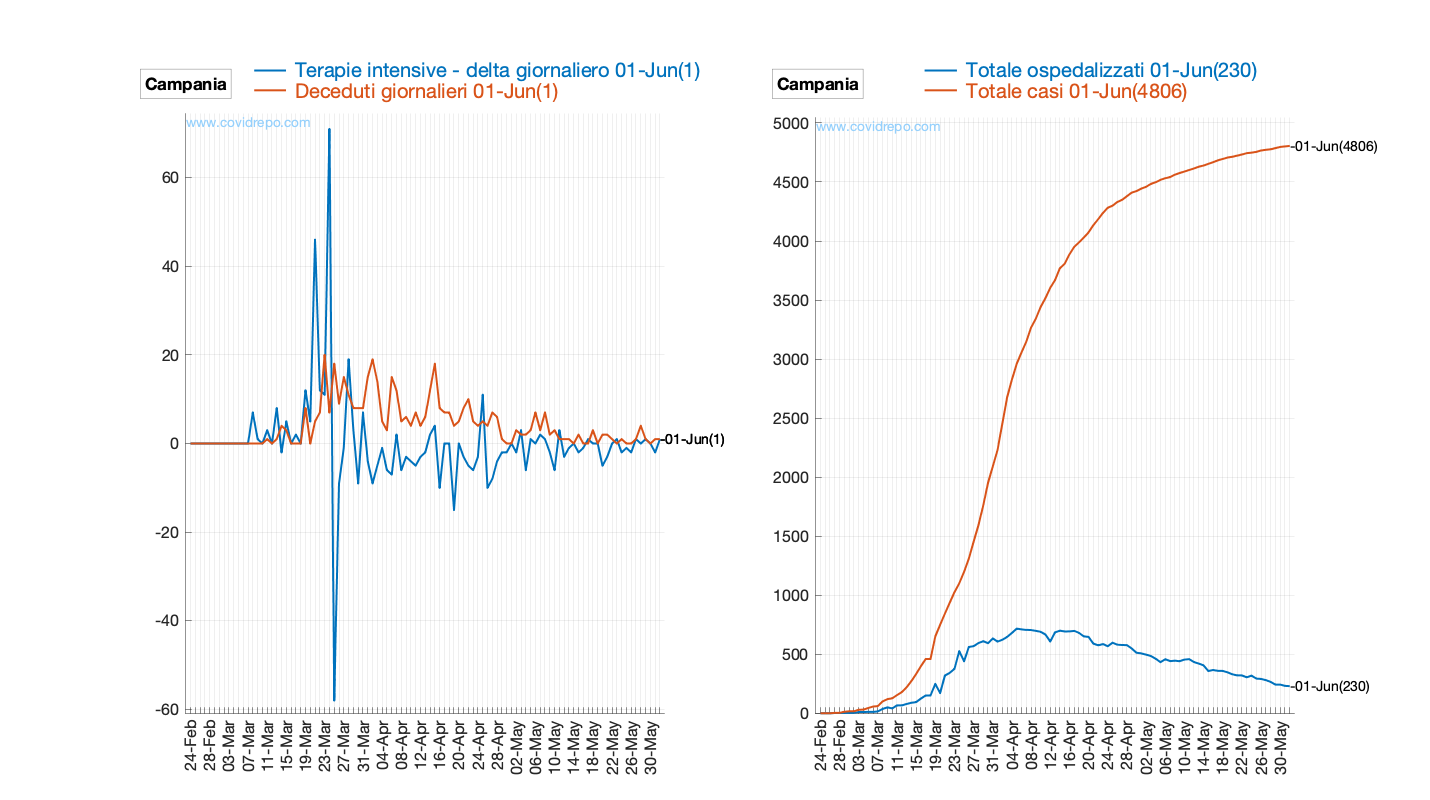 Campania
Terapie intensive - delta giornaliero 01-Jun(1)
Deceduti giornalieri 01-Jun(1)
www.covidrepo.com
60
40
20
0
-20
-40
-60
-01-Jun(1)
24-Feb
28-Feb
03-Mar
07-Mar
11-Mar
15-Mar
19-Mar
23-Mar
27-Mar
31-Mar
04-Apr
08-Apr
12-Apr
16-Apr
20-Apr
24-Apr
28-Apr
02-May
06-May
10-May
14-May
18-May
22-May
26-May
30-May
Campania
Totale ospedalizzati 01-Jun(230)
Totale casi 01-Jun(4806)
www.covidrepo.com
5000
4500
4000
3500
3000
2500
2000
1500
1000
500
0
-01-Jun(4806)
-01-Jun(230)
24-Feb
28-Feb
03-Mar
07-Mar
11-Mar
15-Mar
19-Mar
23-Mar
27-Mar
31-Mar
04-Apr
08-Apr
12-Apr
16-Apr
20-Apr
24-Apr
28-Apr
02-May
06-May
10-May
14-May
18-May
22-May
26-May
30-May